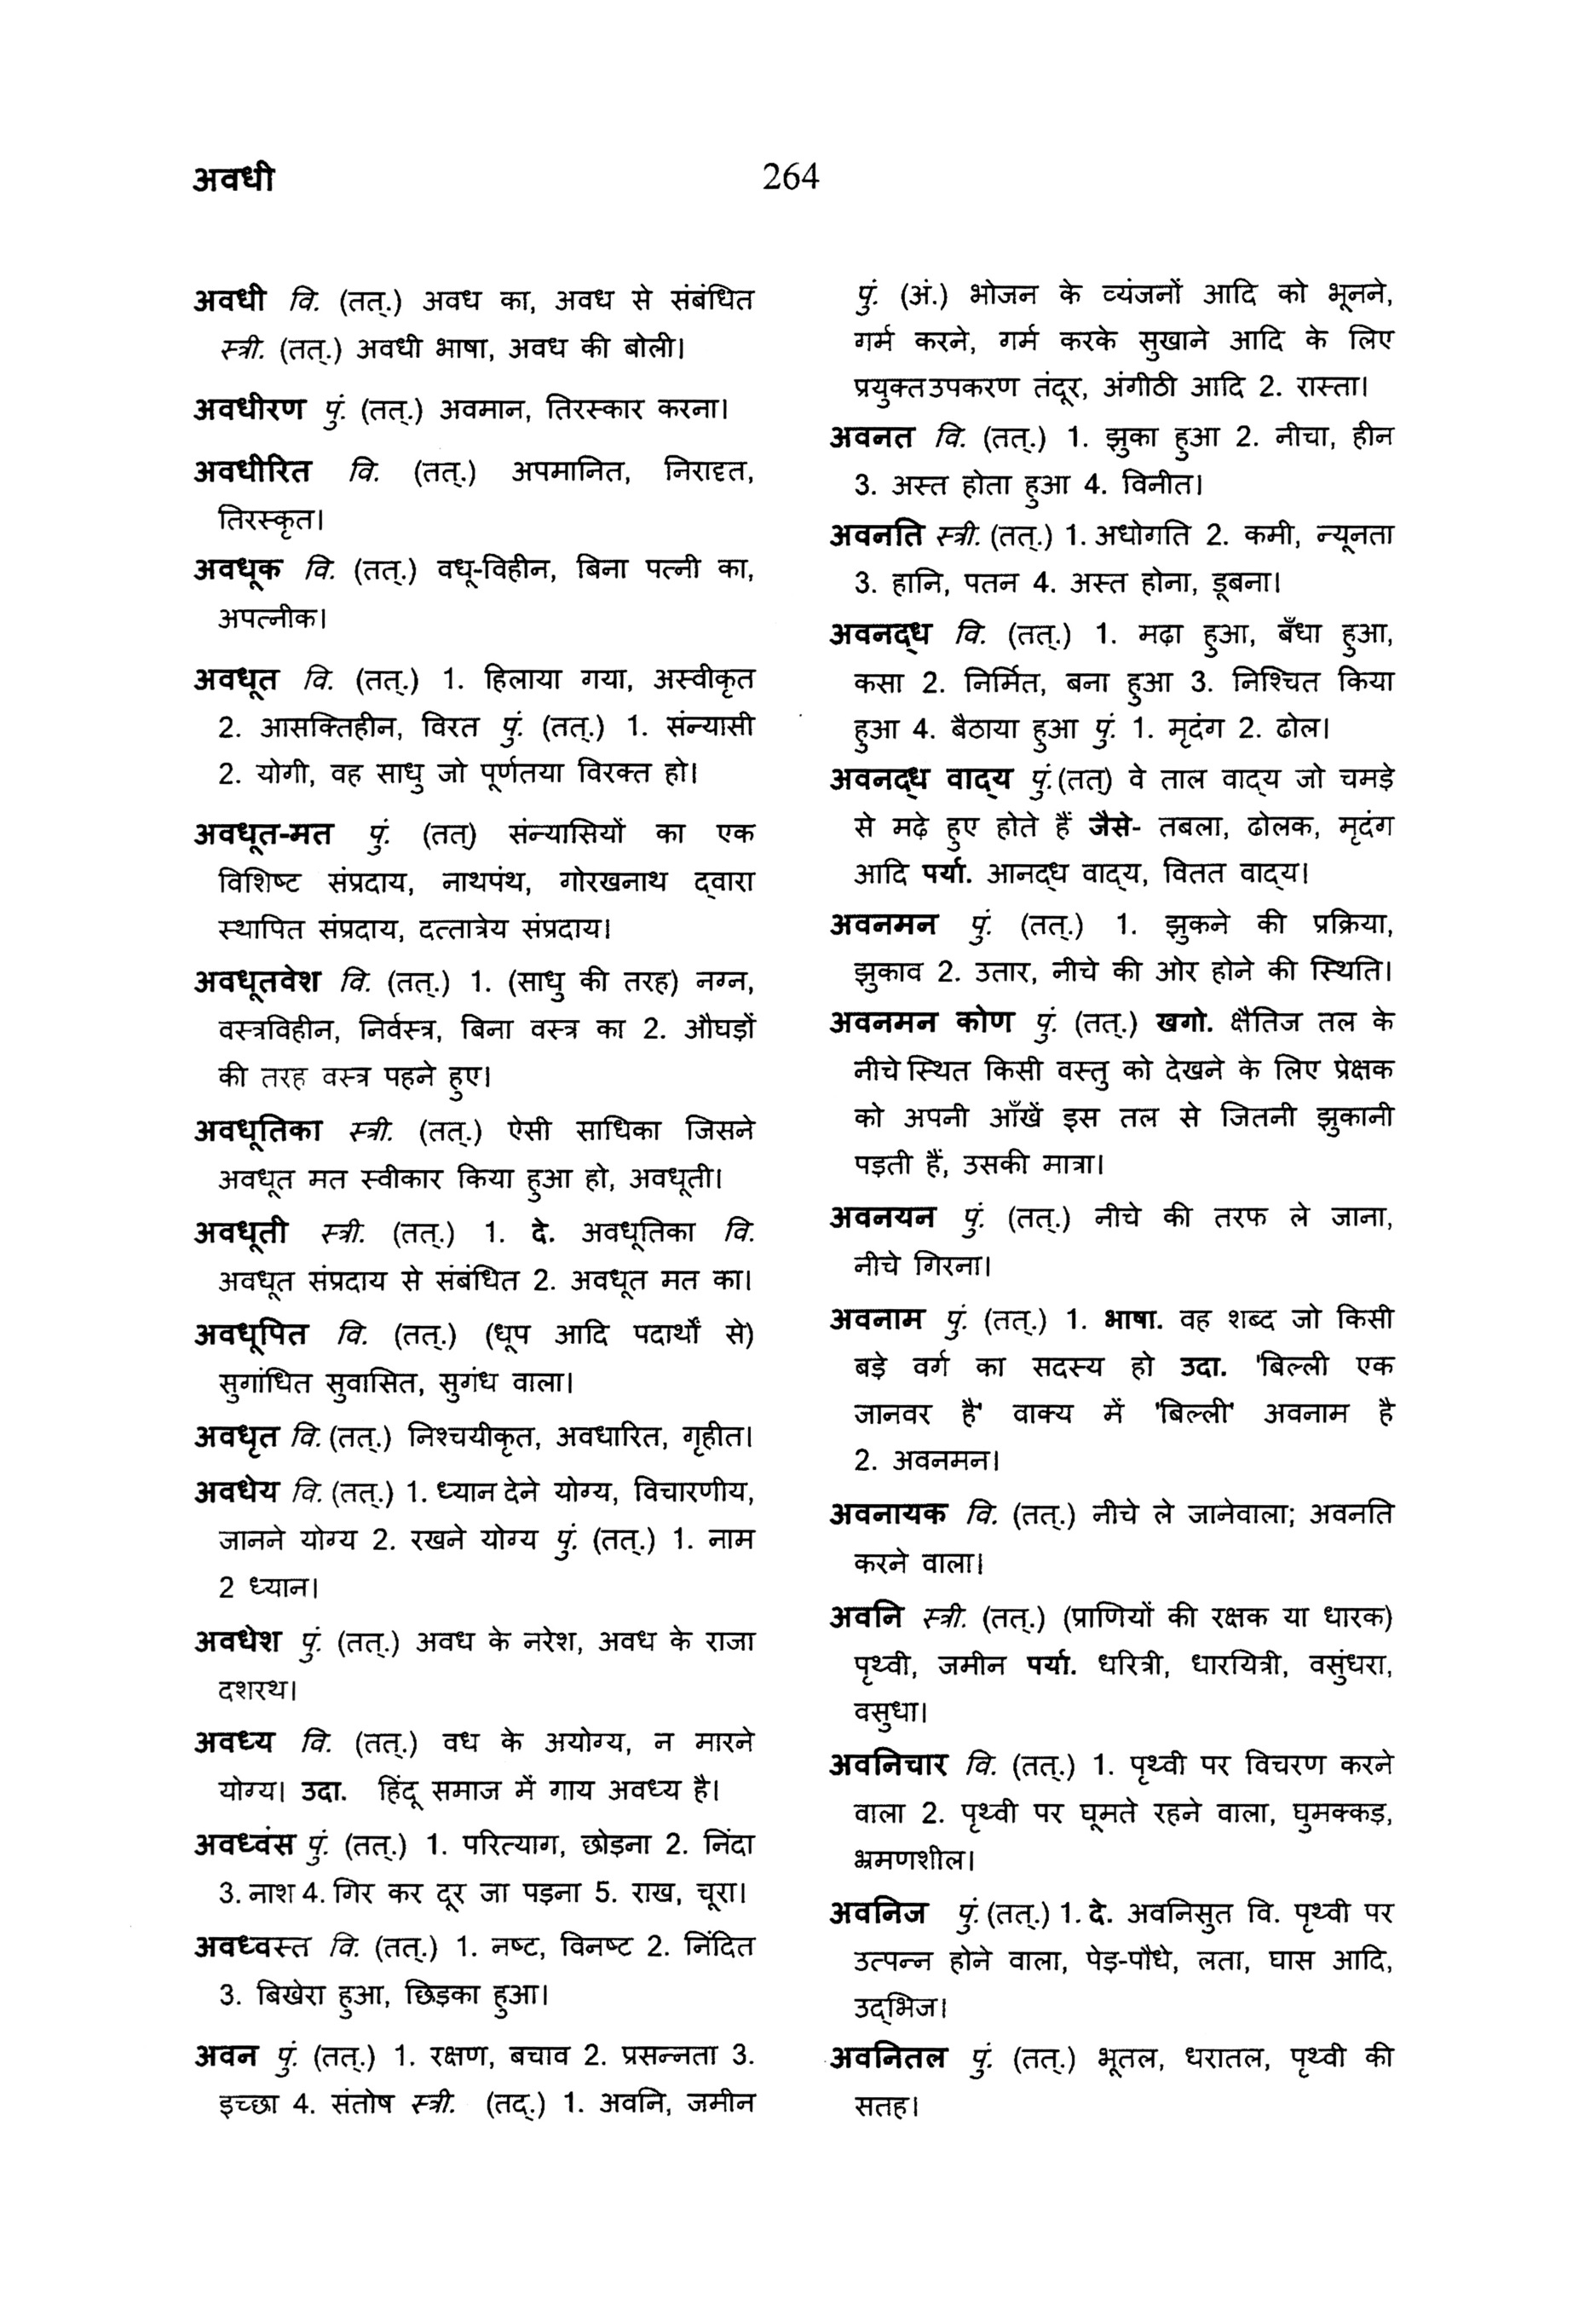 अवधी
264
अवधी वि. (तत्.) अवध का, अवध से संबंधित
स्त्री. (तत्.) अवधी भाषा, अवध की बोली।
अवधीरण पुं. (तत्.) अवमान, तिरस्कार करना।
अवधीरित वि. (तत्.) अपमानित, निरादृत,
तिरस्कृत।
अवधूक वि. (तत्.) वधू-विहीन, बिना पत्नी का,
अपत्नीक।
अवधूत वि. (तत्.) 1. हिलाया गया, अस्वीकृत
2. आसक्तिहीन, विरत पुं. (तत्.) 1. संन्यासी
2. योगी, वह साधु जो पूर्णतया विरक्त हो।
अवधूत-मत पुं. (तत्) संन्यासियों का एक
विशिष्ट संप्रदाय, नाथपंथ, गोरखनाथ द्‌वारा
स्थापित संप्रदाय, दत्तात्रेय संप्रदाय।
अवधूतवेश वि. (तत्.) 1. (साधु की तरह) नग्न,
वस्त्रविहीन, निर्वस्त्र, बिना वस्त्र का 2. औघड़ों
की तरह वस्त्र पहने हुए।
अवधूतिका स्त्री. (तत्.) ऐसी साधिका जिसने
अवधूत मत स्वीकार किया हुआ हो, अवधूती।
अवधूती स्त्री. (तत्.) 1. दे. अवधूतिका वि.
अवधूत संप्रदाय से संबंधित 2. अवधूत मत का।
अवधूपित वि. (तत्.) (धूप आदि पदार्थों से)
सुगांधित सुवासित, सुगंध वाला।
अवधृत वि. (तत्.) निश्चयीकृत, अवधारित, गृहीत।
अवधेय वि. (तत्.) 1. ध्यान देने योग्य, विचारणीय,
जानने योग्य 2. रखने योग्य पुं. (तत्.) 1. नाम
2 ध्यान।
अवधेश पुं. (तत्.) अवध के नरेश, अवध के राजा
दशरथ।
अवध्य वि. (तत्.) वध के अयोग्य, न मारने
योग्य। उदा. हिंदू समाज में गाय अवध्य है।
अवध्वंस पुं. (तत्.) 1. परित्याग, छोड़ना 2. निंदा
3. नाश 4. गिर कर दूर जा पड़ना 5. राख, चूरा।
अवध्वस्त वि. (तत्.) 1. नष्ट, विनष्ट 2. निंदित
3. बिखेरा हुआ, छिड़का हुआ।
अवन पुं. (तत्.) 1. रक्षण, बचाव 2. प्रसन्नता 3.
इच्छा 4. संतोष स्त्री. (तद्.) 1. अवनि, जमीन
पुं. (अं.) भोजन के व्यंजनों आदि को भूनने,
गर्म करने, गर्म करके सुखाने आदि के लिए
प्रयुक्त उपकरण तंदूर, अंगीठी आदि 2. रास्ता।
अवनत वि. (तत्.) 1. झुका हुआ 2. नीचा, हीन
3. अस्त होता हुआ 4. विनीत।
अवनति स्त्री. (तत्.) 1. अधोगति 2. कमी, न्यूनता
3. हानि, पतन 4. अस्त होना, डूबना।
अवनद्‌ध वि. (तत्.) 1. मढ़ा हुआ, बँधा हुआ,
कसा 2. निर्मित, बना हुआ 3. निश्चित किया
हुआ 4. बैठाया हुआ पुं. 1. मृदंग 2. ढोल।
अवनद्‌ध वाद्‌य पुं. (तत्) वे ताल वाद्‌य जो चमड़े
से मढ़े हुए होते हैं जैसे- तबला, ढोलक, मृदंग
आदि पर्या. आनद्‌ध वाद्‌य, वितत वाद्‌य।
अवनमन पुं. (तत्.) 1. झुकने की प्रक्रिया,
झुकाव 2. उतार, नीचे की ओर होने की स्थिति।
अवनमन कोण पुं. (तत्.) खगो. क्षैतिज तल के
नीचे स्थित किसी वस्तु को देखने के लिए प्रेक्षक
को अपनी आँखें इस तल से जितनी झुकानी
पड़ती हैं, उसकी मात्रा।
अवनयन पुं. (तत्.) नीचे की तरफ ले जाना,
नीचे गिरना।
अवनाम पुं. (तत्.) 1. भाषा. वह शब्द जो किसी
बड़े वर्ग का सदस्य हो उदा. 'बिल्ली एक
जानवर है' वाक्य में 'बिल्ली' अवनाम है
2. अवनमन।
अवनायक वि. (तत्.) नीचे ले जानेवाला; अवनति
करने वाला।
अवनि स्त्री. (तत्.) (प्राणियों की रक्षक या धारक)
पृथ्वी, जमीन पर्या. धरित्री, धारयित्री, वसुंधरा,
वसुधा।
अवनिचार वि. (तत्.) 1. पृथ्वी पर विचरण करने
वाला 2. पृथ्वी पर घूमते रहने वाला, घुमक्कड़,
भ्रमणशील।
अवनिज पुं. (तत्.) 1. दे. अवनिसुत वि. पृथ्वी पर
उत्पन्न होने वाला, पेड़-पौधे, लता, घास आदि,
उद्‌भिज।
अवनितल पुं. (तत्.) भूतल, धरातल, पृथ्वी की
सतह।